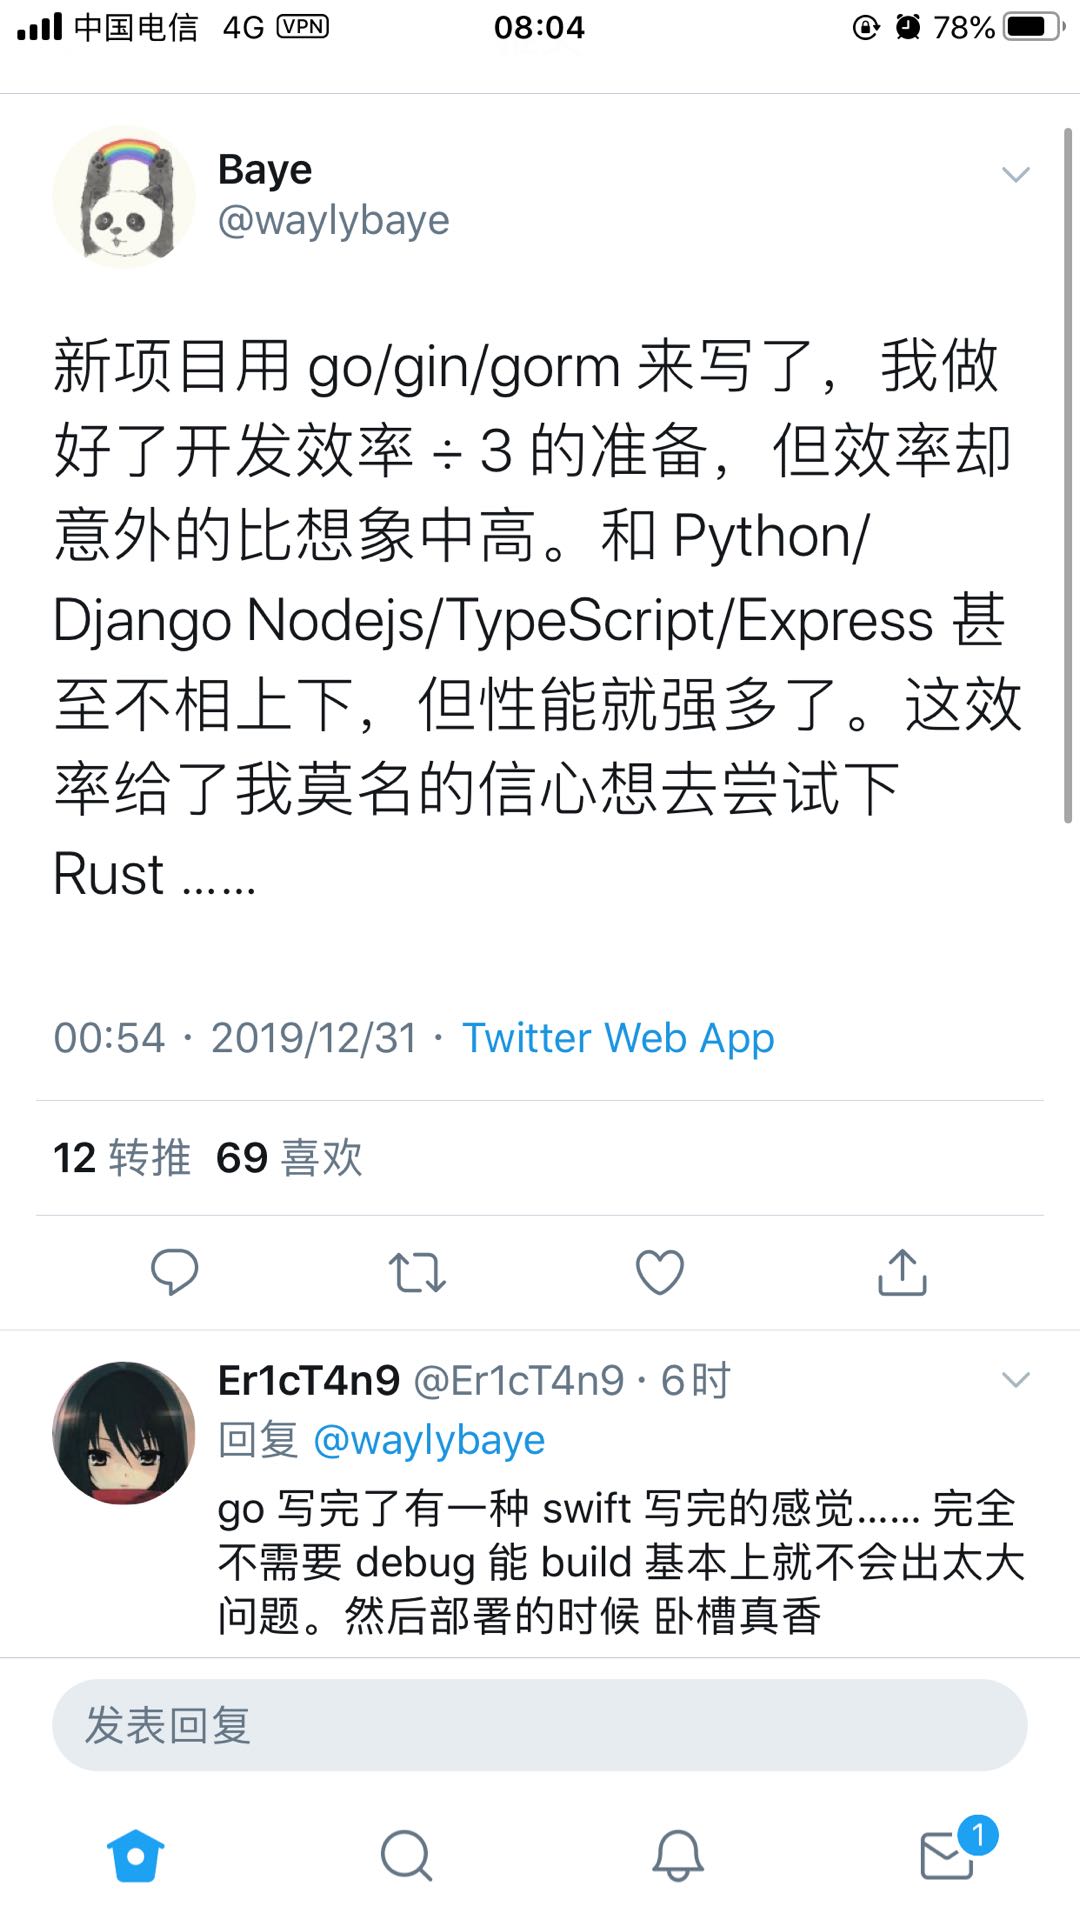 中国电信 4G VPN 08:04 78%
Baye
@waylybaye
新项目用 go/gin/gorm 来写了，我做
好了开发效率 ÷ 3 的准备，但效率却
意外的比想象中高。和 Python/
Django Nodejs/TypeScript/Express 甚
至不相上下，但性能就强多了。这效
率给了我莫名的信心想去尝试下
Rust ……
00:54 · 2019/12/31 · Twitter Web App
12 转推 69 喜欢
Er1cT4n9 @Er1cT4n9 · 6时
回复 @waylybaye
go 写完了有一种 swift 写完的感觉…… 完全
不需要 debug 能 build 基本上就不会出太大
问题。然后部署的时候 卧槽真香
发表回复
1